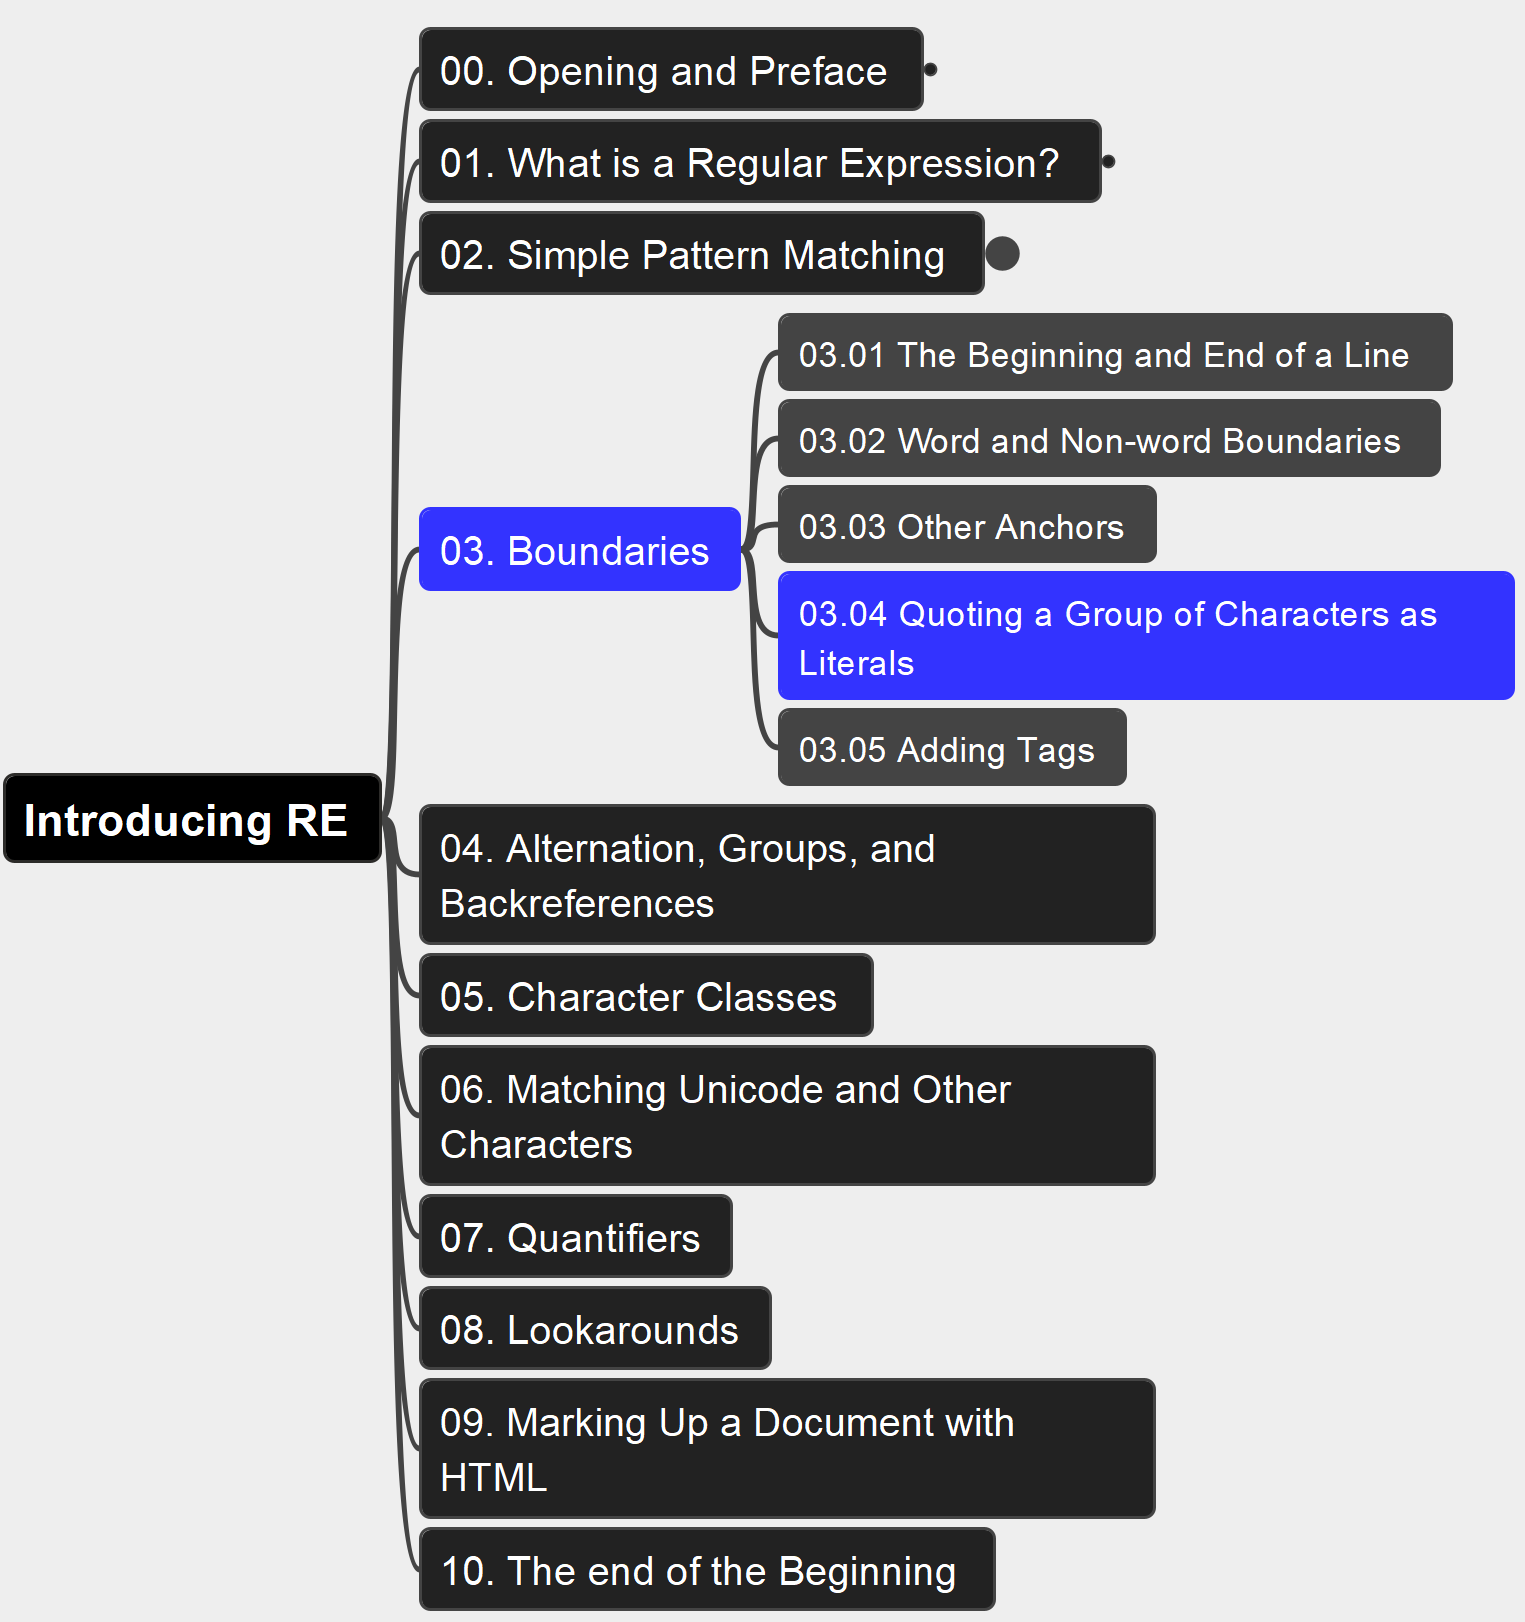 00. Opening and Preface
01. What is a Regular Expression?
02. Simple Pattern Matching
03. Boundaries
03.01 The Beginning and End of a Line
03.02 Word and Non-word Boundaries
03.03 Other Anchors
03.04 Quoting a Group of Characters as
Literals
03.05 Adding Tags
Introducing RE
04. Alternation, Groups, and
Backreferences
05. Character Classes
06. Matching Unicode and Other
Characters
07. Quantifiers
08. Lookarounds
09. Marking Up a Document with
HTML
10. The end of the Beginning